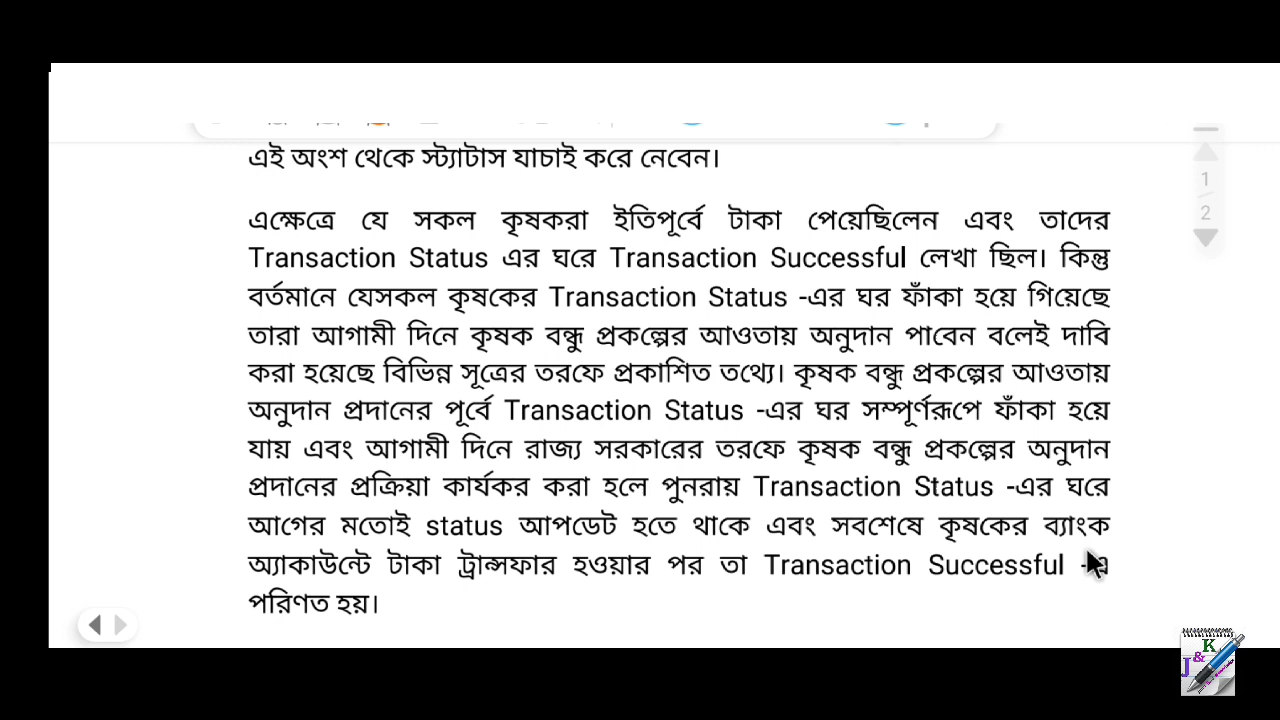 এই অংশ থেকে স্ট্যাটাস যাচাই করে নেবেন।
এক্ষেত্রে যে সকল কৃষকরা ইতিপূর্বে টাকা পেয়েছিলেন এবং তাদের
Transaction Status এর ঘরে Transaction Successful লেখা ছিল। কিন্তু
বর্তমানে যেসকল কৃষকের Transaction Status -এর ঘর ফাঁকা হয়ে গিয়েছে
তারা আগামী দিনে কৃষক বন্ধু প্রকল্পের আওতায় অনুদান পাবেন বলেই দাবি
করা হয়েছে বিভিন্ন সূত্রের তরফে প্রকাশিত তথ্যে। কৃষক বন্ধু প্রকল্পের আওতায়
অনুদান প্রদানের পূর্বে Transaction Status -এর ঘর সম্পূর্ণরূপে ফাঁকা হয়ে
যায় এবং আগামী দিনে রাজ্য সরকারের তরফে কৃষক বন্ধু প্রকল্পের অনুদান
প্রদানের প্রক্রিয়া কার্যকর করা হলে পুনরায় Transaction Status -এর ঘরে
আগের মতোই status আপডেট হতে থাকে এবং সবশেষে কৃষকের ব্যাংক
অ্যাকাউন্টে টাকা ট্রান্সফার হওয়ার পর তা Transaction Successful
পরিণত হয়।
1
2
J&K